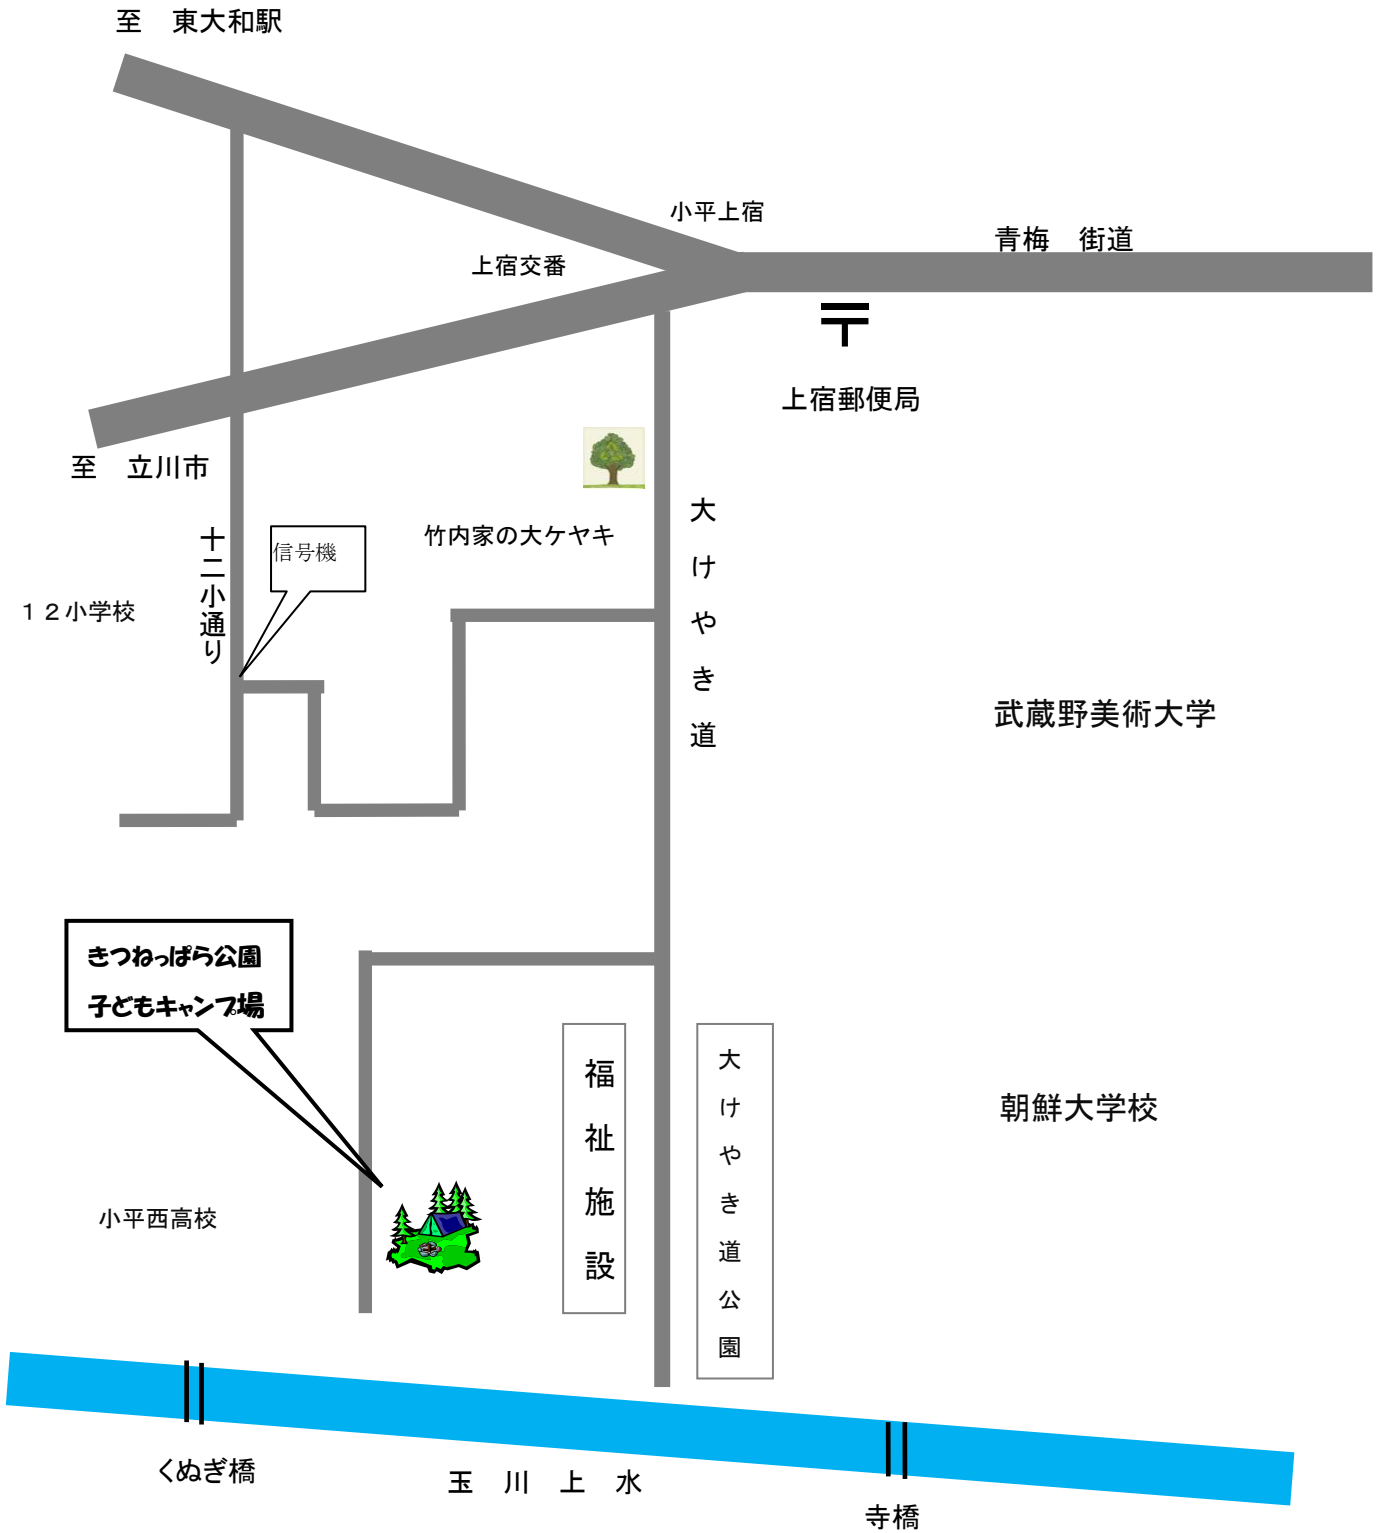 至　東大和駅
小平上宿
青梅　街道
上宿交番
〒
上宿郵便局
至　立川市
大けやき道
竹内家の大ケヤキ
信号機
十二小通り
１２小学校
武蔵野美術大学
きつねっぱら公園
子どもキャンプ場
福祉施設
大けやき道公園
朝鮮大学校
小平西高校
くぬぎ橋
玉川上水
寺橋